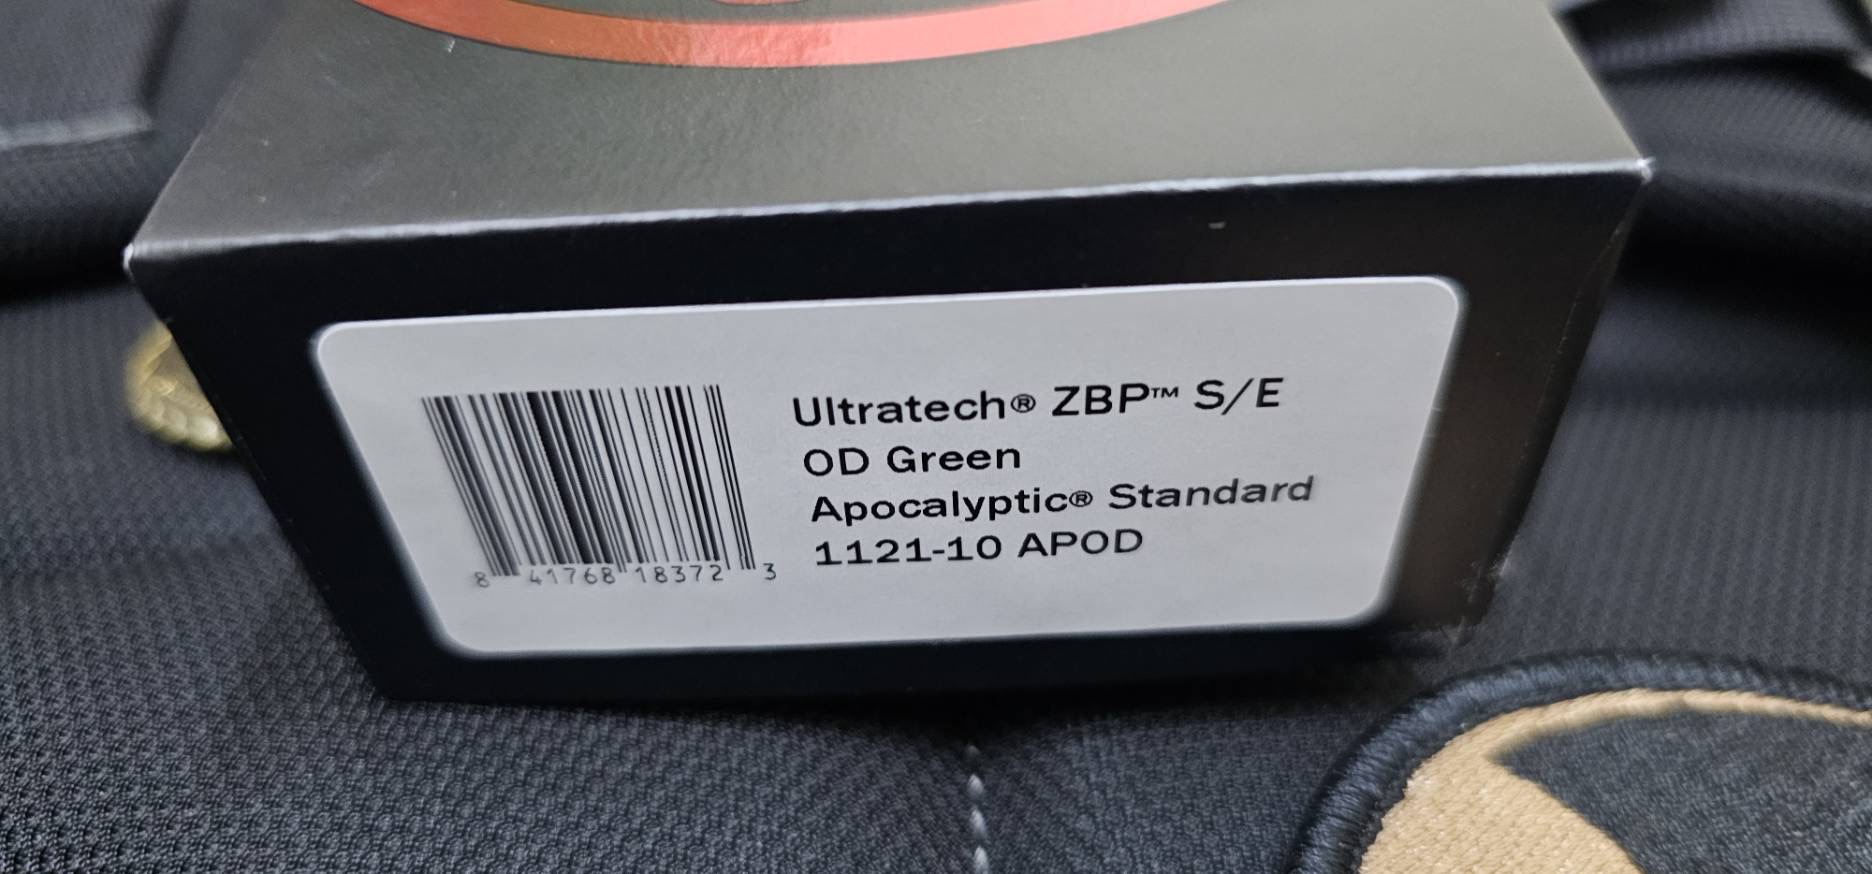 Ultratech® ZBP™ S/E
OD Green
Apocalyptic® Standard
1121-10 APOD
8 41768 18372 3